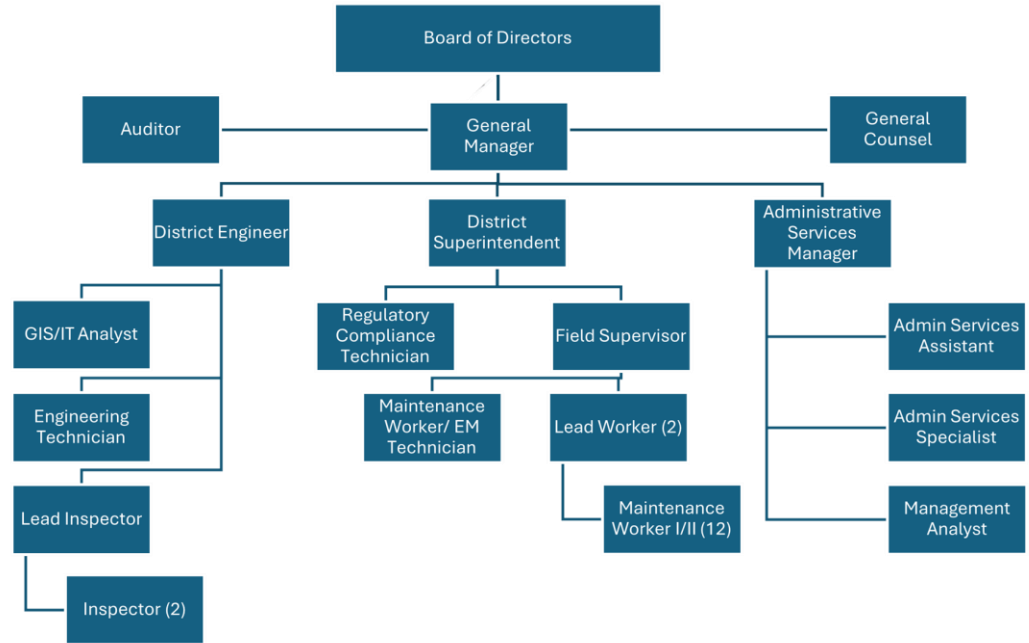 Board of Directors
Auditor
General
Manager
General
Counsel
District Engineer
District
Superintendent
Administrative
Services
Manager
GIS/IT Analyst
Regulatory
Compliance
Technician
Field Supervisor
Admin Services
Assistant
Engineering
Technician
Maintenance
Worker/ EM
Technician
Lead Worker (2)
Admin Services
Specialist
Lead Inspector
Maintenance
Worker I/II (12)
Management
Analyst
Inspector (2)